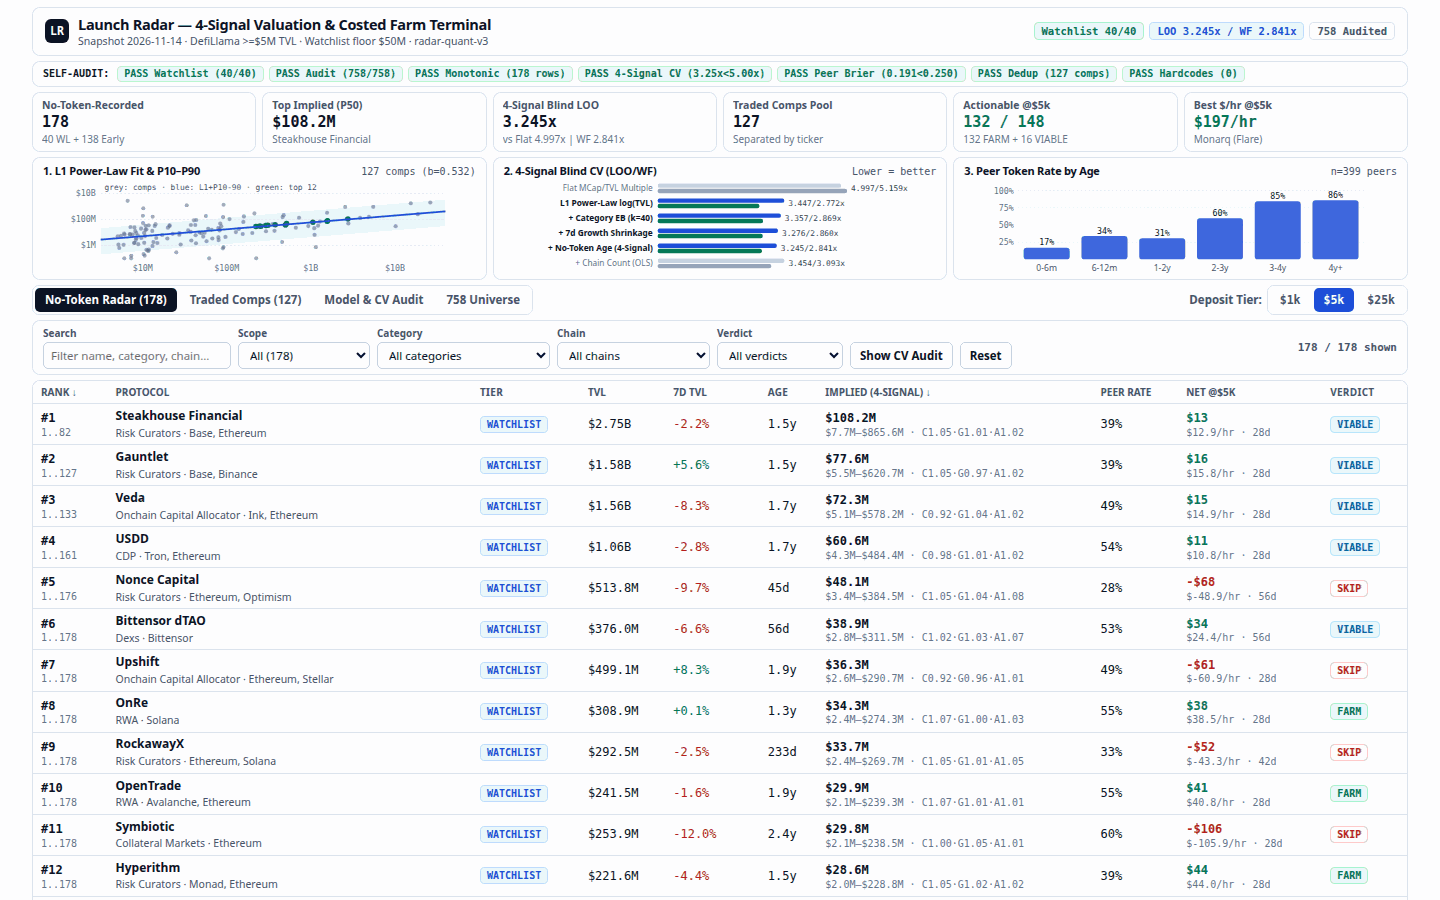 LR
Launch Radar — 4-Signal Valuation & Costed Farm Terminal
Snapshot 2026-11-14 · DefiLlama >=$5M TVL · Watchlist floor $50M · radar-quant-v3
Watchlist 40/40
LOO 3.245x / WF 2.841x
758 Audited
SELF-AUDIT:
PASS Watchlist (40/40)
PASS Audit (758/758)
PASS Monotonic (178 rows)
PASS 4-Signal CV (3.25x<5.00x)
PASS Peer Brier (0.191<0.250)
PASS Dedup (127 comps)
PASS Hardcodes (0)
No-Token-Recorded
178
40 WL + 138 Early
Top Implied (P50)
$108.2M
Steakhouse Financial
4-Signal Blind LOO
3.245x
vs Flat 4.997x | WF 2.841x
Traded Comps Pool
127
Separated by ticker
Actionable @$5k
132 / 148
132 FARM + 16 VIABLE
Best $/hr @$5k
$197/hr
Monarq (Flare)
1. L1 Power-Law Fit & P10–P90
127 comps (b=0.532)
grey: comps · blue: L1+P10-90 · green: top 12
$10B
$100M
$1M
$10M
$100M
$1B
$10B
2. 4-Signal Blind CV (LOO/WF)
Lower = better
Flat MCap/TVL Multiple
4.997/5.159x
L1 Power-Law log(TVL)
3.447/2.772x
+ Category EB (k=40)
3.357/2.869x
+ 7d Growth Shrinkage
3.276/2.860x
+ No-Token Age (4-Signal)
3.245/2.841x
+ Chain Count (OLS)
3.454/3.093x
3. Peer Token Rate by Age
n=399 peers
100%
75%
50%
25%
17%
34%
31%
60%
85%
86%
0-6m
6-12m
1-2y
2-3y
3-4y
4y+
No-Token Radar (178)
Traded Comps (127)
Model & CV Audit
758 Universe
Deposit Tier:
$1k
$5k
$25k
Search
Scope
Category
Chain
Verdict
Filter name, category, chain...
All (178)
All categories
All chains
All verdicts
Show CV Audit
Reset
178 / 178 shown
RANK ↓
PROTOCOL
TIER
TVL
7D TVL
AGE
IMPLIED (4-SIGNAL) ↓
PEER RATE
NET @$5K
VERDICT
#1
1..82
Steakhouse Financial
Risk Curators · Base, Ethereum
WATCHLIST
$2.75B
-2.2%
1.5y
$108.2M
$7.7M–$865.6M · C1.05·G1.01·A1.02
39%
$13
$12.9/hr · 28d
VIABLE
#2
1..127
Gauntlet
Risk Curators · Base, Binance
WATCHLIST
$1.58B
+5.6%
1.5y
$77.6M
$5.5M–$620.7M · C1.05·G0.97·A1.02
39%
$16
$15.8/hr · 28d
VIABLE
#3
1..133
Veda
Onchain Capital Allocator · Ink, Ethereum
WATCHLIST
$1.56B
-8.3%
1.7y
$72.3M
$5.1M–$578.2M · C0.92·G1.04·A1.02
49%
$15
$14.9/hr · 28d
VIABLE
#4
1..161
USDD
CDP · Tron, Ethereum
WATCHLIST
$1.06B
-2.8%
1.7y
$60.6M
$4.3M–$484.4M · C0.98·G1.01·A1.02
54%
$11
$10.8/hr · 28d
VIABLE
#5
1..176
Nonce Capital
Risk Curators · Ethereum, Optimism
WATCHLIST
$513.8M
-9.7%
45d
$48.1M
$3.4M–$384.5M · C1.05·G1.04·A1.08
28%
-$68
$-48.9/hr · 56d
SKIP
#6
1..178
Bittensor dTAO
Dexs · Bittensor
WATCHLIST
$376.0M
-6.6%
56d
$38.9M
$2.8M–$311.5M · C1.02·G1.03·A1.07
53%
$34
$24.4/hr · 56d
VIABLE
#7
1..178
Upshift
Onchain Capital Allocator · Ethereum, Stellar
WATCHLIST
$499.1M
+8.3%
1.9y
$36.3M
$2.6M–$290.7M · C0.92·G0.96·A1.01
49%
-$61
$-60.9/hr · 28d
SKIP
#8
1..178
OnRe
RWA · Solana
WATCHLIST
$308.9M
+0.1%
1.3y
$34.3M
$2.4M–$274.3M · C1.07·G1.00·A1.03
55%
$38
$38.5/hr · 28d
FARM
#9
1..178
RockawayX
Risk Curators · Ethereum, Solana
WATCHLIST
$292.5M
-2.5%
233d
$33.7M
$2.4M–$269.7M · C1.05·G1.01·A1.05
33%
-$52
$-43.3/hr · 42d
SKIP
#10
1..178
OpenTrade
RWA · Avalanche, Ethereum
WATCHLIST
$241.5M
-1.6%
1.9y
$29.9M
$2.1M–$239.3M · C1.07·G1.01·A1.01
55%
$41
$40.8/hr · 28d
FARM
#11
1..178
Symbiotic
Collateral Markets · Ethereum
WATCHLIST
$253.9M
-12.0%
2.4y
$29.8M
$2.1M–$238.5M · C1.00·G1.05·A1.01
60%
-$106
$-105.9/hr · 28d
SKIP
#12
1..178
Hyperithm
Risk Curators · Monad, Ethereum
WATCHLIST
$221.6M
-4.4%
1.5y
$28.6M
$2.0M–$228.8M · C1.05·G1.02·A1.02
39%
$44
$44.0/hr · 28d
FARM